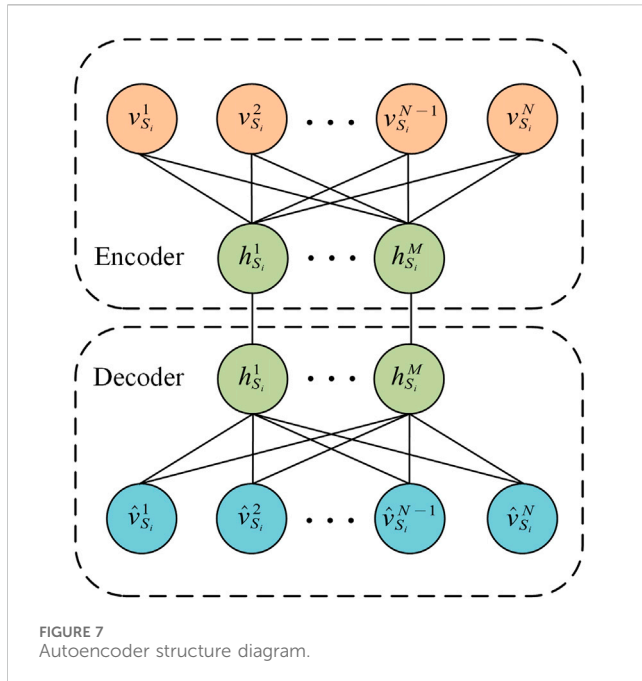 v_{S_i}^1 v_{S_i}^2 ... v_{S_i}^{N-1} v_{S_i}^N
Encoder h_{S_i}^1 ... h_{S_i}^M
Decoder h_{S_i}^1 ... h_{S_i}^M
v̂_{S_i}^1 v̂_{S_i}^2 ... v̂_{S_i}^{N-1} v̂_{S_i}^N
FIGURE 7
Autoencoder structure diagram.